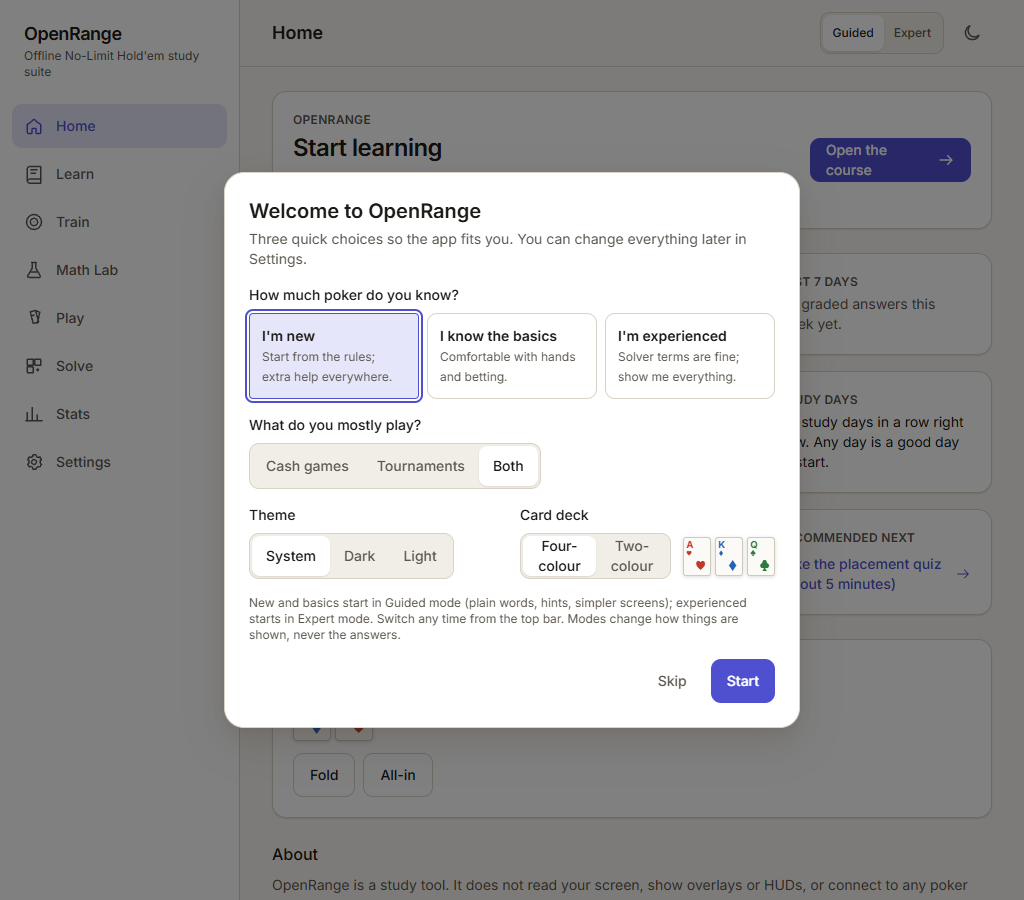 OpenRange
Offline No-Limit Hold'em study
suite
Home
Learn
Train
Math Lab
Play
Solve
Stats
Settings
Home
Guided
Expert
OPENRANGE
Start learning
Open the
course
Welcome to OpenRange
Three quick choices so the app fits you. You can change everything later in
Settings.
How much poker do you know?
I'm new
Start from the rules;
extra help everywhere.
I know the basics
Comfortable with hands
and betting.
I'm experienced
Solver terms are fine;
show me everything.
What do you mostly play?
Cash games
Tournaments
Both
Theme
System
Dark
Light
Card deck
Four-
colour
Two-
colour
A
K
Q
New and basics start in Guided mode (plain words, hints, simpler screens); experienced
starts in Expert mode. Switch any time from the top bar. Modes change how things are
shown, never the answers.
Skip
Start
7 DAYS
graded answers this
yet.
DAYS
study days in a row right
Any day is a good day
NEXT
the placement quiz
5 minutes)
Fold
All-in
About
OpenRange is a study tool. It does not read your screen, show overlays or HUDs, or connect to any poker